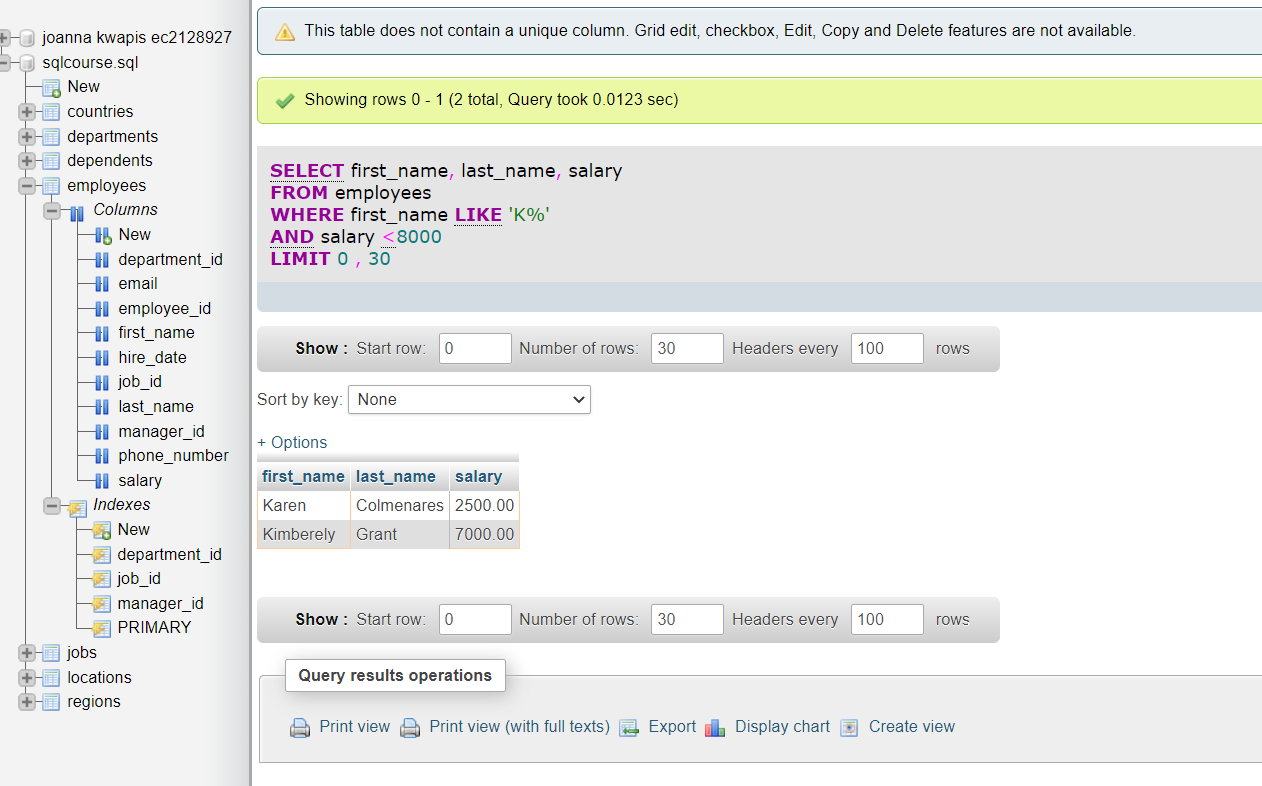 joanna kwapis ec2128927
sqlcourse.sql
New
countries
departments
dependents
employees
Columns
New
department_id
email
employee_id
first_name
hire_date
job_id
last_name
manager_id
phone_number
salary
Indexes
New
department_id
job_id
manager_id
PRIMARY
jobs
locations
regions
This table does not contain a unique column. Grid edit, checkbox, Edit, Copy and Delete features are not available.
Showing rows 0 - 1 (2 total, Query took 0.0123 sec)
SELECT first_name, last_name, salary
FROM employees
WHERE first_name LIKE 'K%'
AND salary <8000
LIMIT 0 , 30
Show : Start row: 0 Number of rows: 30 Headers every 100 rows
Sort by key: None
+ Options
first_name last_name salary
Karen Colmenares 2500.00
Kimberely Grant 7000.00
Show : Start row: 0 Number of rows: 30 Headers every 100 rows
Query results operations
Print view Print view (with full texts) Export Display chart Create view